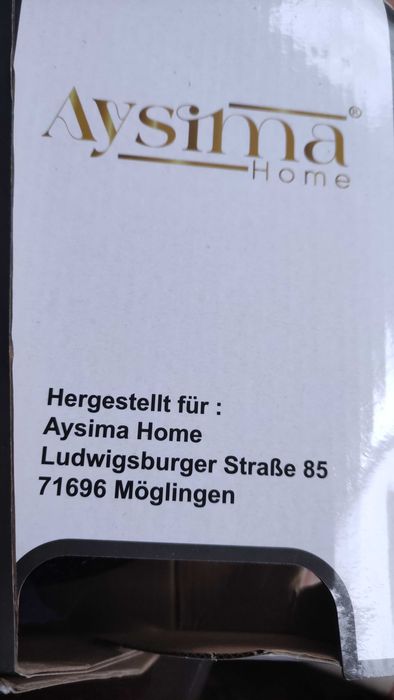 Aysima®
Home
Hergestellt für :
Aysima Home
Ludwigsburger Straße 85
71696 Möglingen